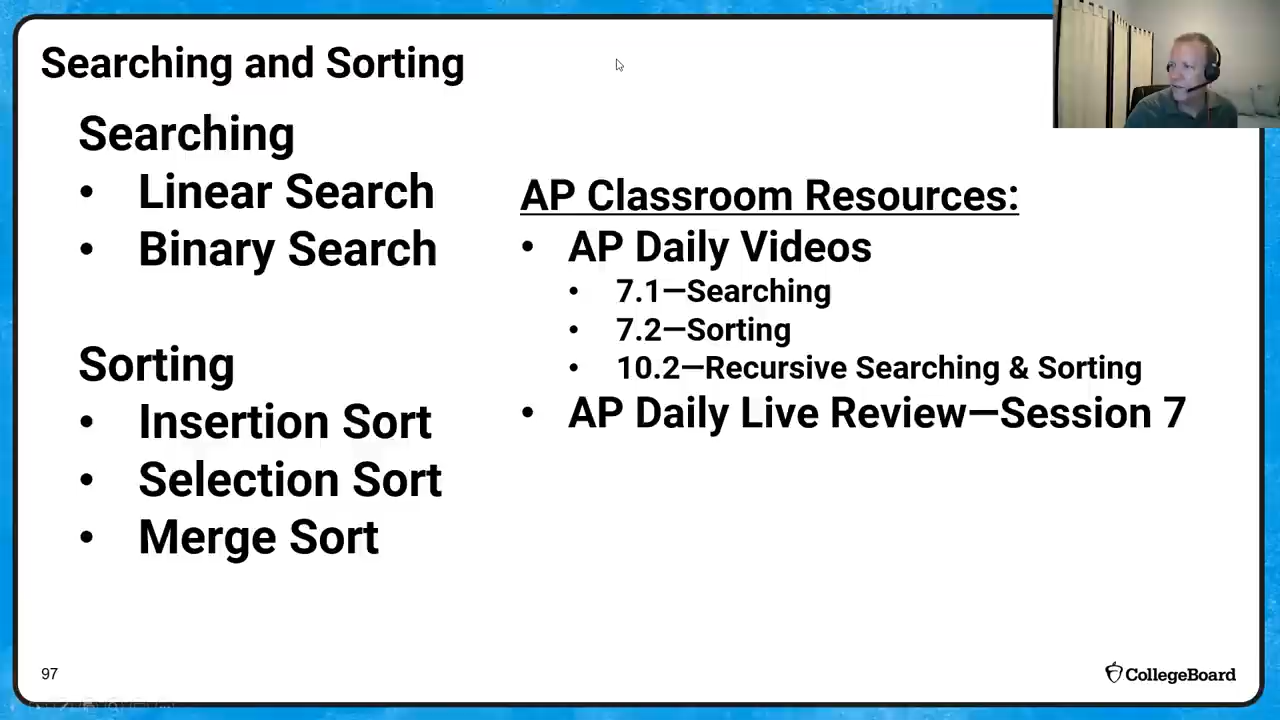 Searching and Sorting
Searching
• Linear Search
• Binary Search
Sorting
• Insertion Sort
• Selection Sort
• Merge Sort
AP Classroom Resources:
• AP Daily Videos
• 7.1—Searching
• 7.2—Sorting
• 10.2—Recursive Searching & Sorting
• AP Daily Live Review—Session 7
97
CollegeBoard